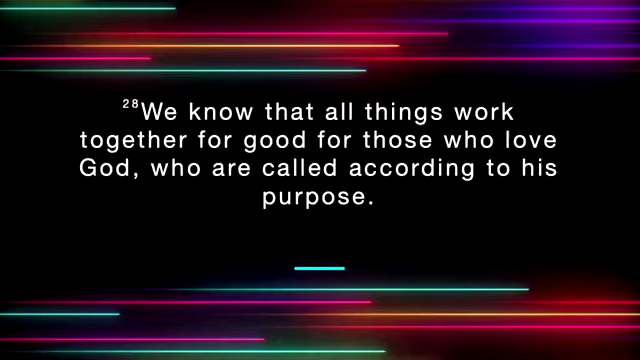 ²⁸We know that all things work
together for good for those who love
God, who are called according to his
purpose.